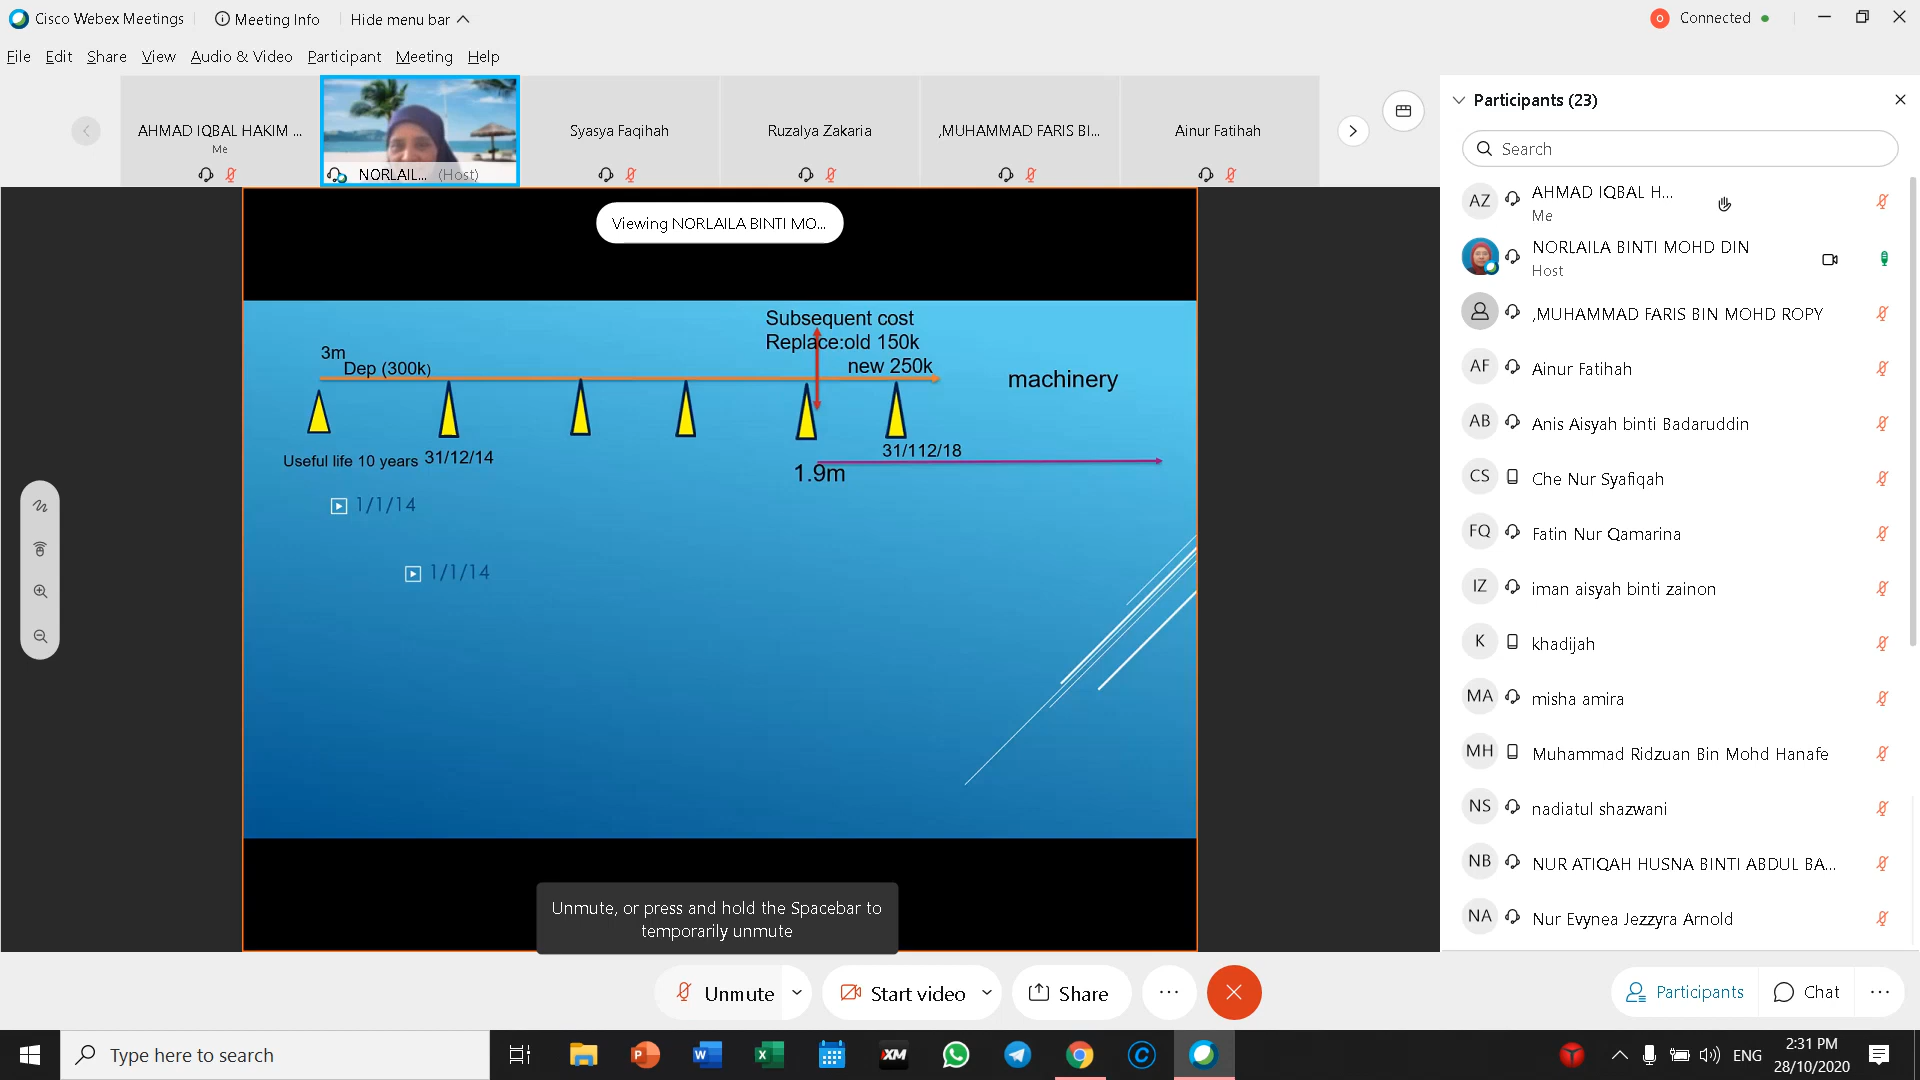 Cisco Webex Meetings
Meeting Info
Hide menu bar
Connected
File Edit Share View Audio & Video Participant Meeting Help
AHMAD IQBAL HAKIM ...
Me
NORLAIL... (Host)
Syasya Faqihah
Ruzalya Zakaria
,MUHAMMAD FARIS BI...
Ainur Fatihah
Viewing NORLAILA BINTI MO...
Subsequent cost
Replace:old 150k
new 250k
3m
Dep (300k)
machinery
Useful life 10 years
31/12/14
31/112/18
1.9m
1/1/14
1/1/14
Unmute, or press and hold the Spacebar to
temporarily unmute
Participants (23)
Search
AZ
AHMAD IQBAL H...
Me
NORLAILA BINTI MOHD DIN
Host
,MUHAMMAD FARIS BIN MOHD ROPY
AF Ainur Fatihah
AB Anis Aisyah binti Badaruddin
CS Che Nur Syafiqah
FQ Fatin Nur Qamarina
IZ iman aisyah binti zainon
K khadijah
MA misha amira
MH Muhammad Ridzuan Bin Mohd Hanafe
NS nadiatul shazwani
NB NUR ATIQAH HUSNA BINTI ABDUL BA...
NA Nur Evynea Jezzyra Arnold
Unmute
Start video
Share
Participants
Chat
Type here to search
XM
ENG
2:31 PM
28/10/2020